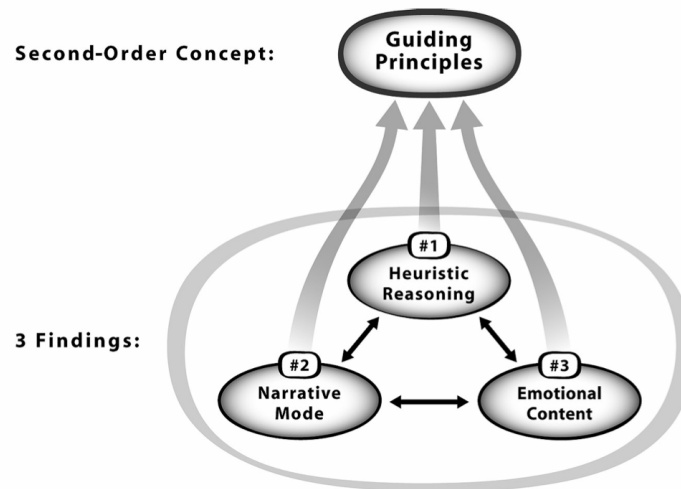 Second-Order Concept:
Guiding
Principles
#1
Heuristic
Reasoning
3 Findings:
#2
Narrative
Mode
#3
Emotional
Content